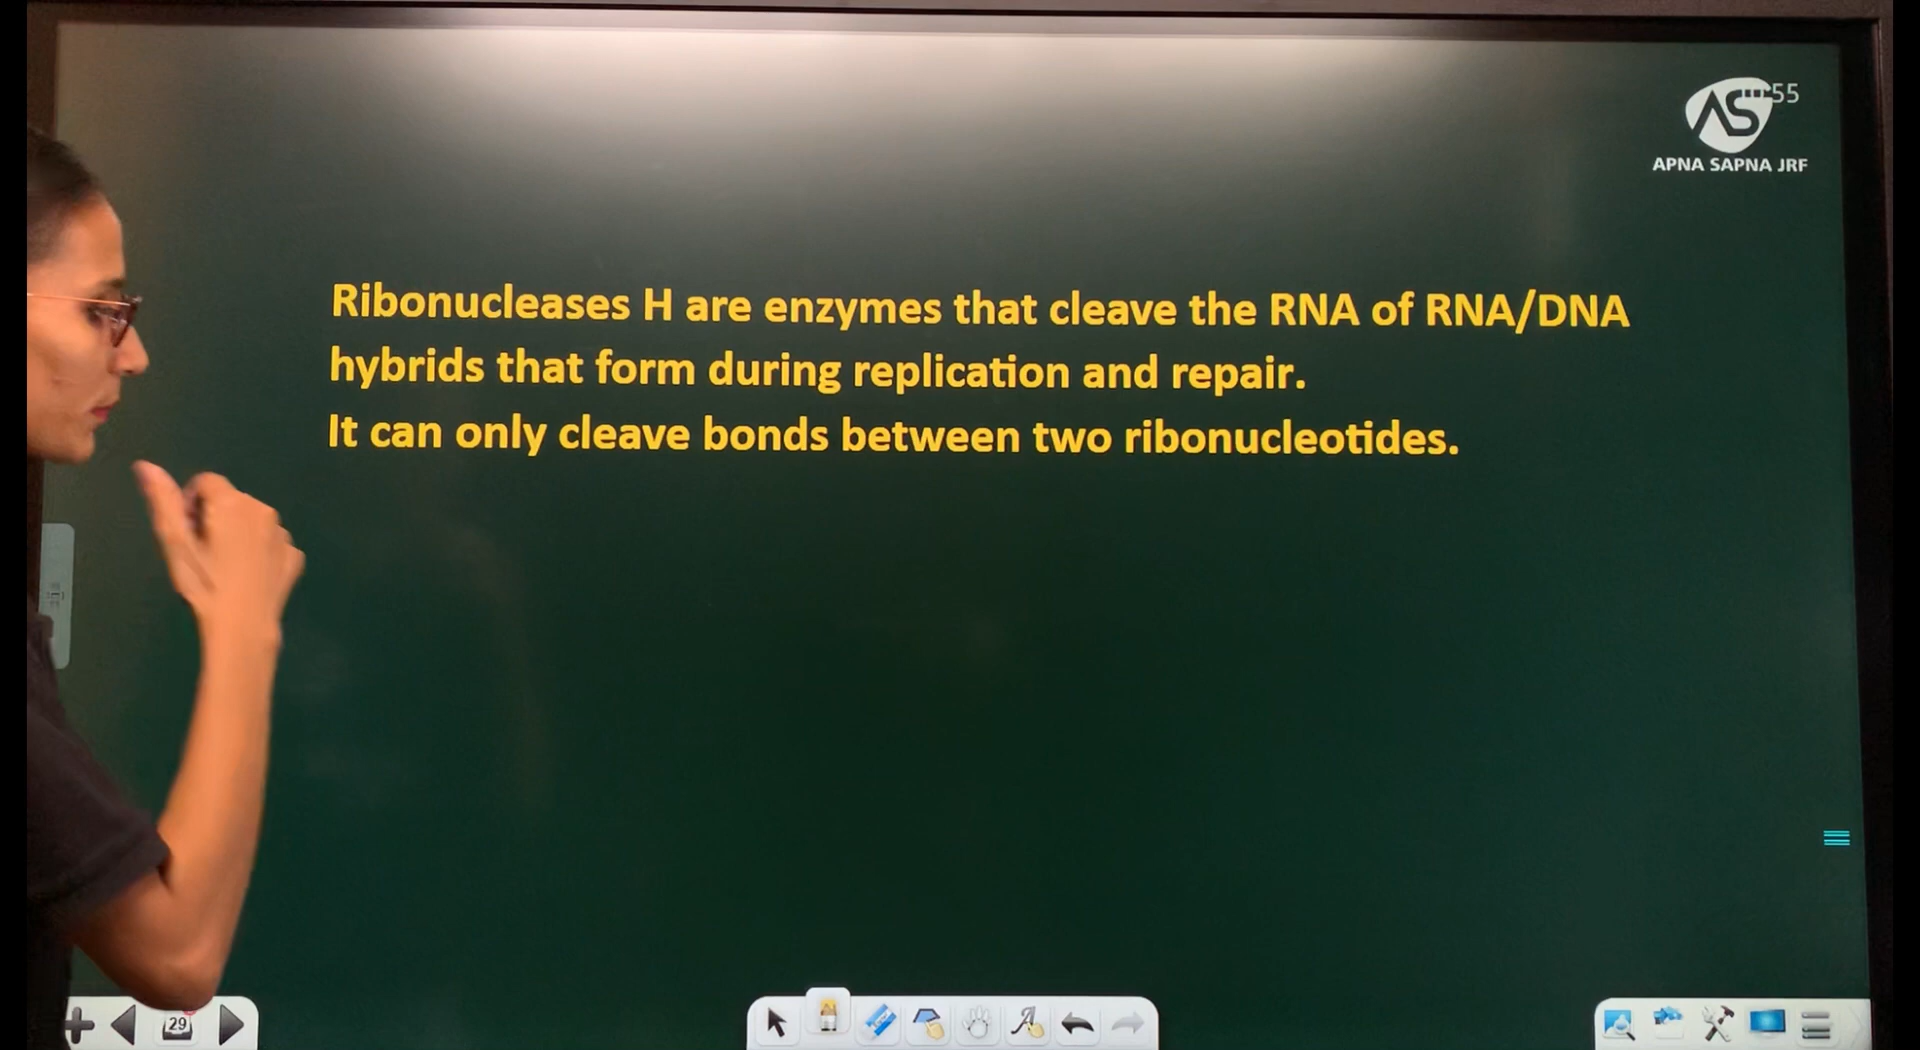 55
AS
APNA SAPNA JRF
Ribonucleases H are enzymes that cleave the RNA of RNA/DNA
hybrids that form during replication and repair.
It can only cleave bonds between two ribonucleotides.
29